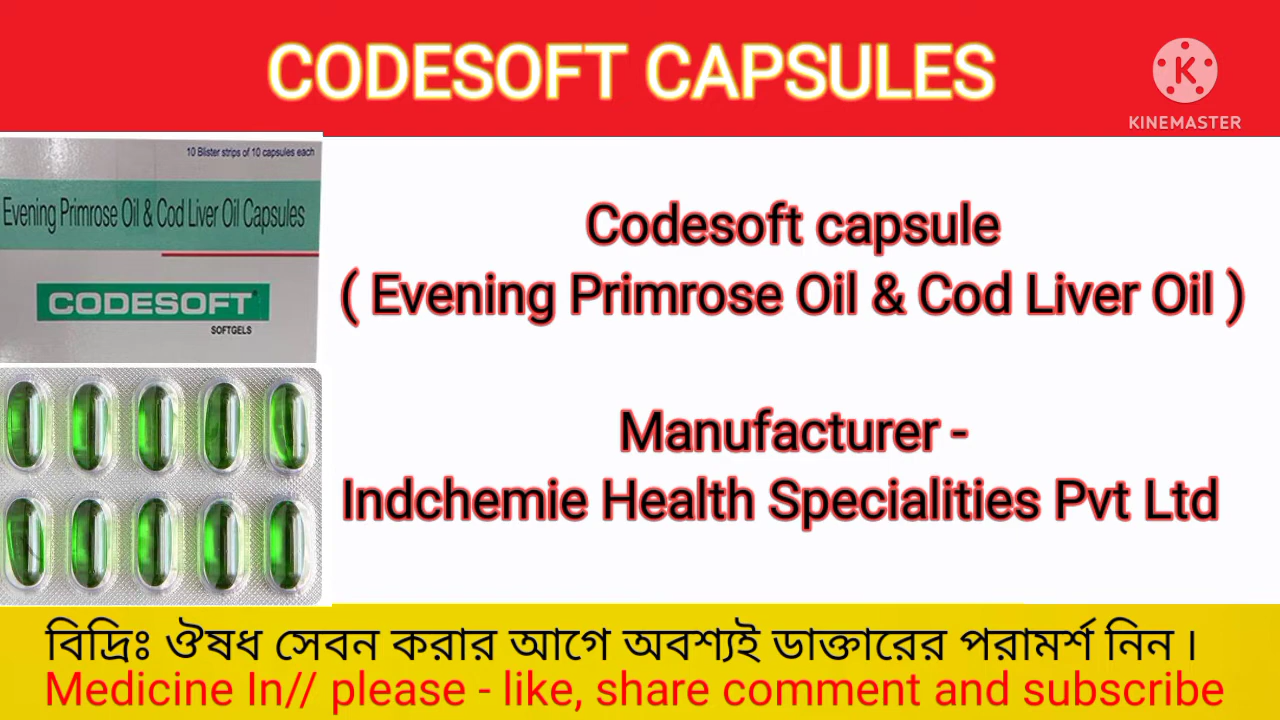 CODESOFT CAPSULES
KINEMASTER
10 Blister strips of 10 capsules each
Evening Primrose Oil & Cod Liver Oil Capsules
CODESOFT
SOFTGELS
Codesoft capsule
( Evening Primrose Oil & Cod Liver Oil )
Manufacturer -
Indchemie Health Specialities Pvt Ltd
বিদ্রিঃ ঔষধ সেবন করার আগে অবশ্যই ডাক্তারের পরামর্শ নিন।
Medicine In// please - like, share comment and subscribe